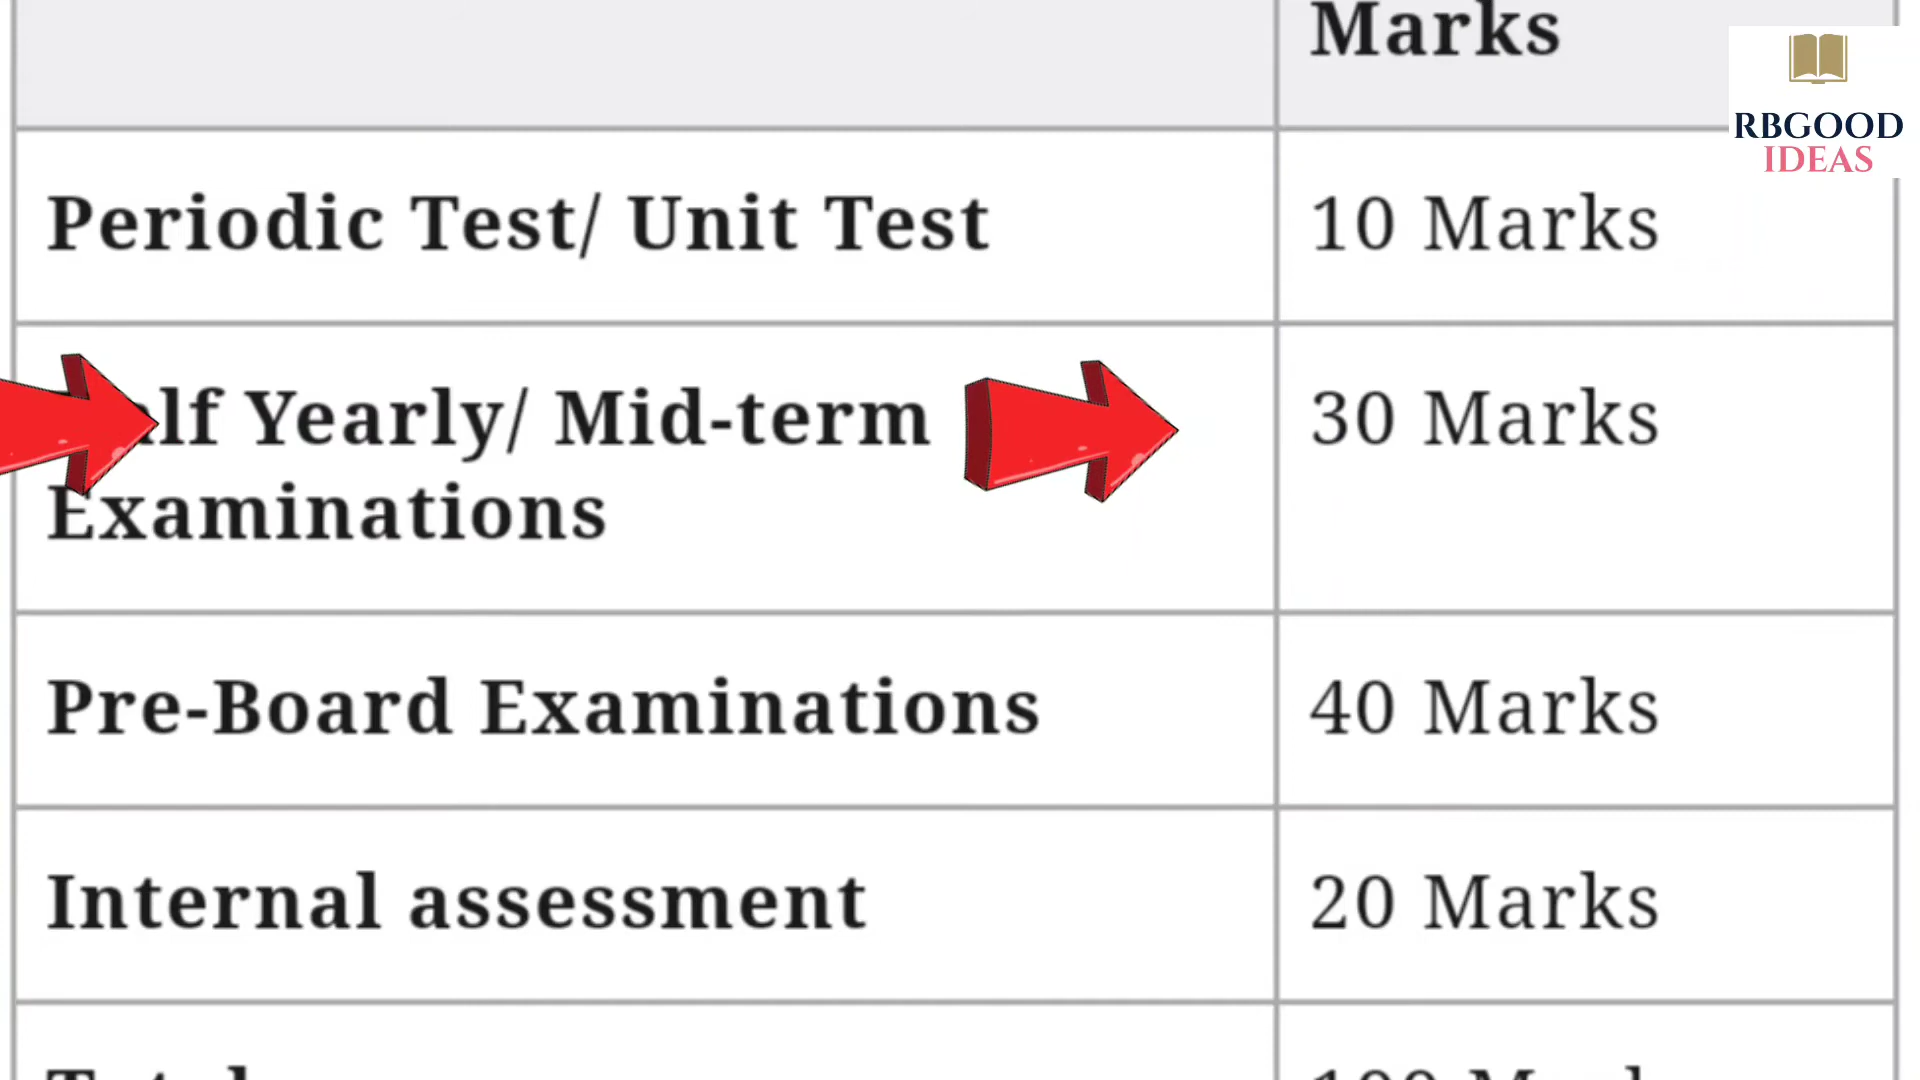 Marks
RBGOOD
IDEAS
Periodic Test/ Unit Test
10 Marks
Yearly/ Mid-term
30 Marks
Examinations
Pre-Board Examinations
40 Marks
Internal assessment
20 Marks